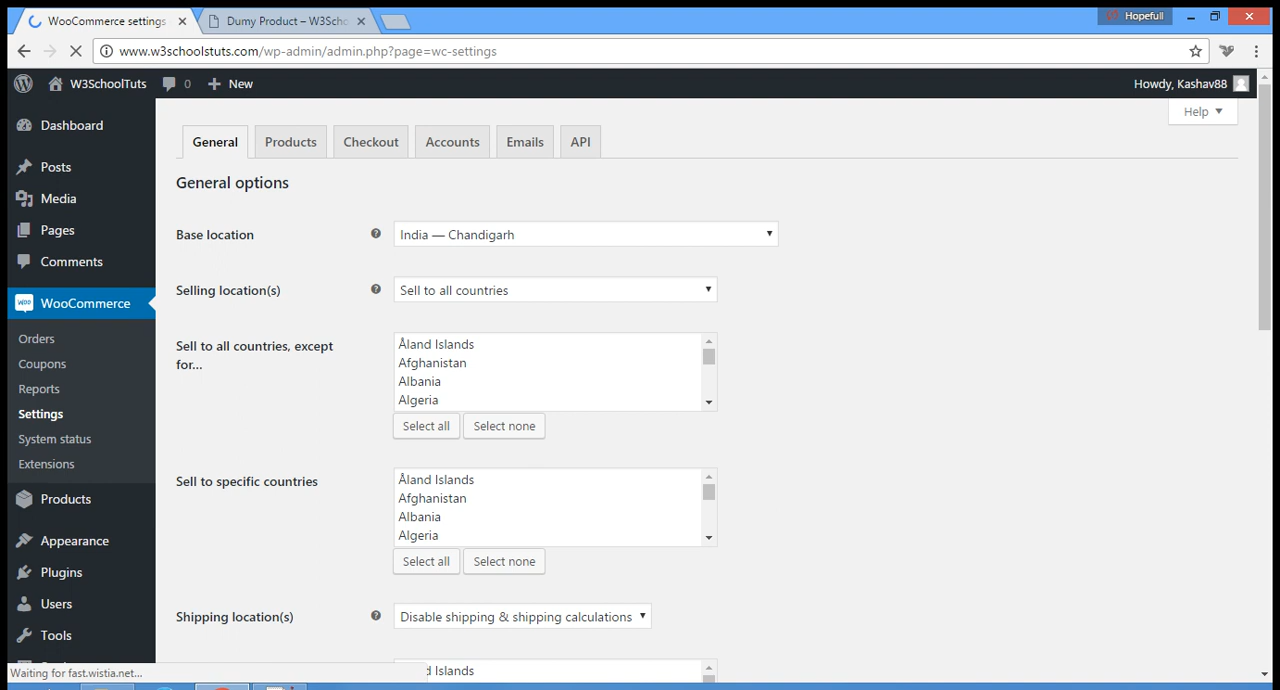 WooCommerce settings
Dumy Product – W3Scho
Hopefull
www.w3schoolstuts.com/wp-admin/admin.php?page=wc-settings
W3SchoolTuts
0
New
Howdy, Kashav88
Help
Dashboard
Posts
Media
Pages
Comments
WooCommerce
Orders
Coupons
Reports
Settings
System status
Extensions
Products
Appearance
Plugins
Users
Tools
General
Products
Checkout
Accounts
Emails
API
General options
Base location
India — Chandigarh
Selling location(s)
Sell to all countries
Sell to all countries, except
for...
Åland Islands
Afghanistan
Albania
Algeria
Select all
Select none
Sell to specific countries
Åland Islands
Afghanistan
Albania
Algeria
Select all
Select none
Shipping location(s)
Disable shipping & shipping calculations
d Islands
Waiting for fast.wistia.net...